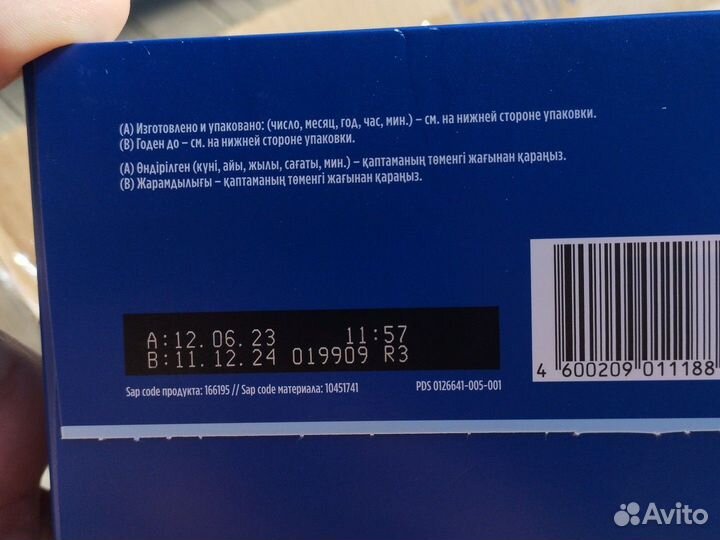 (A) Изготовлено и упаковано: (число, месяц, год, час, мин.) – см. на нижней стороне упаковки.
(B) Годен до – см. на нижней стороне упаковки.
(A) Өндірілген (күні, айы, жылы, сағаты, мин.) – қаптаманың төменгі жағынан қараңыз.
(B) Жарамдылығы – қаптаманың төменгі жағынан қараңыз.
A:12.06.23 11:57
B:11.12.24 019909 R3
Sap code продукта: 166195 // Sap code материала: 10451741 PDS 0126641-005-001
4 600209 011188
Avito